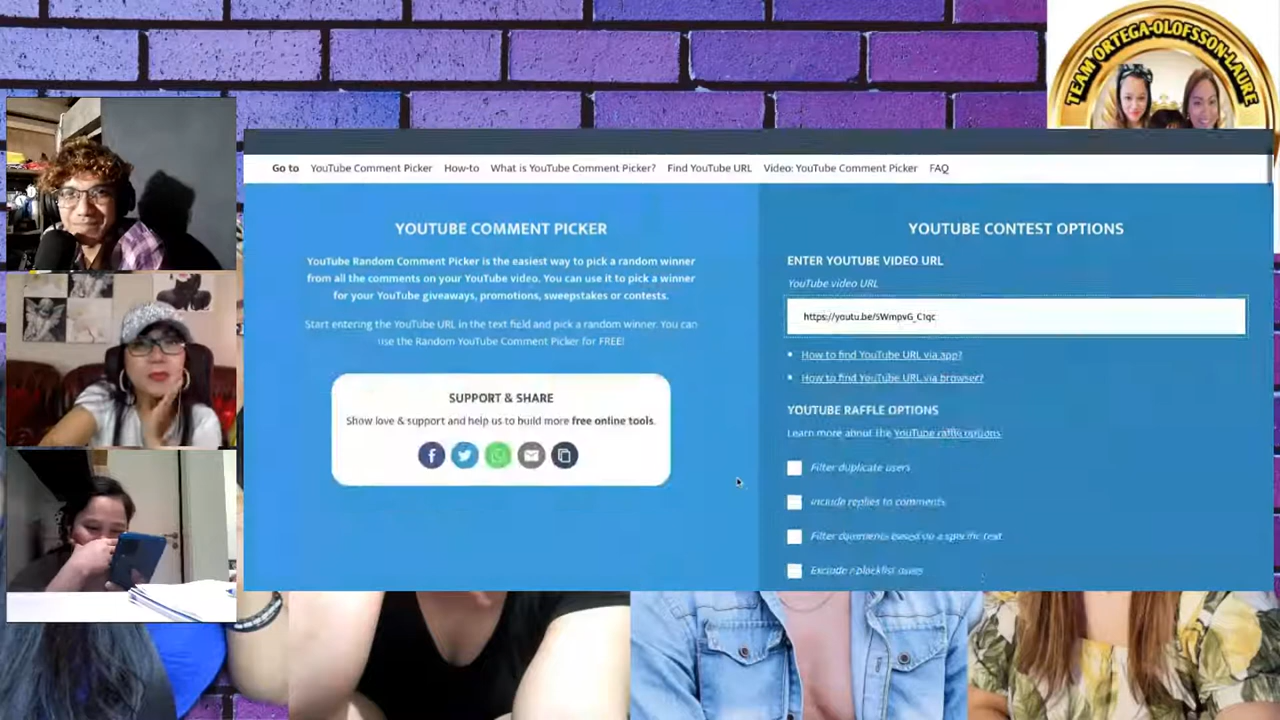 TEAM ORTEGA-OLOFSSON-LAURE
Go to YouTube Comment Picker How-to What is YouTube Comment Picker? Find YouTube URL Video: YouTube Comment Picker FAQ
YOUTUBE COMMENT PICKER
YouTube Random Comment Picker is the easiest way to pick a random winner
from all the comments on your YouTube video. You can use it to pick a winner
for your YouTube giveaways, promotions, sweepstakes or contests.
Start entering the YouTube URL in the text field and pick a random winner. You can
use the Random YouTube Comment Picker for FREE!
SUPPORT & SHARE
Show love & support and help us to build more free online tools.
YOUTUBE CONTEST OPTIONS
ENTER YOUTUBE VIDEO URL
YouTube video URL
https://youtu.be/5WmpvG_C1qc
How to find YouTube URL via app?
How to find YouTube URL via browser?
YOUTUBE RAFFLE OPTIONS
Learn more about the YouTube raffle options
Filter duplicate users
Include replies to comments
Filter comments based on a specific text
Exclude / blacklist users